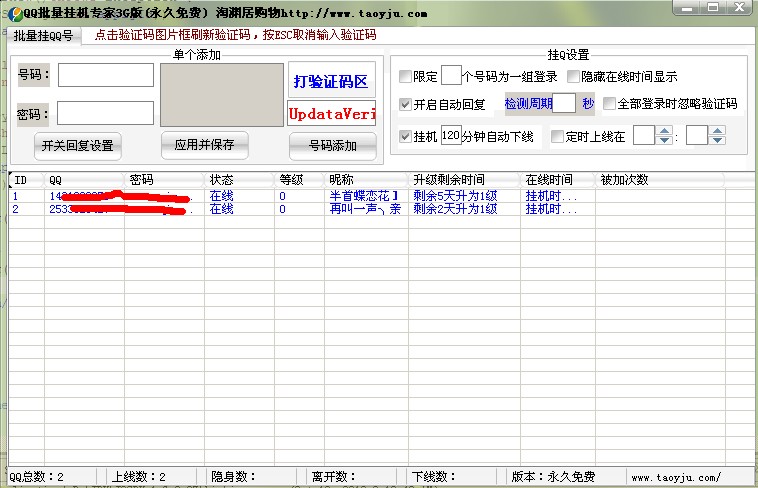 QQ批量挂机专家3G版(永久免费) 淘渊居购物http://www.taoyju.com
批量挂QQ号
点击验证码图片框刷新验证码，按ESC取消输入验证码
单个添加
号码：
密码：
打验证码区
UpdataVeri
开关回复设置
应用并保存
号码添加
挂Q设置
限定 个号码为一组登录 隐藏在线时间显示
开启自动回复 检测周期 秒 全部登录时忽略验证码
挂机 120 分钟自动下线 定时上线在 :
ID QQ 密码 状态 等级 昵称 升级剩余时间 在线时间 被加次数
1 在线 0 半首蝶恋花】 剩余5天升为1级 挂机时...
2 2533 在线 0 再叫一声╮亲 剩余2天升为1级 挂机时...
QQ总数：2 上线数：2 隐身数： 离开数： 下线数： 版本：永久免费 www.taoyju.com/